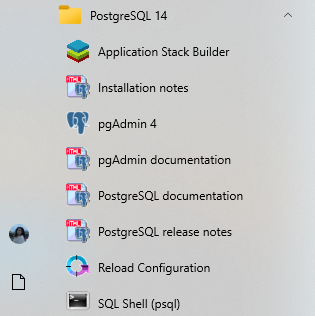 PostgreSQL 14
Application Stack Builder
Installation notes
pgAdmin 4
pgAdmin documentation
PostgreSQL documentation
PostgreSQL release notes
Reload Configuration
SQL Shell (psql)